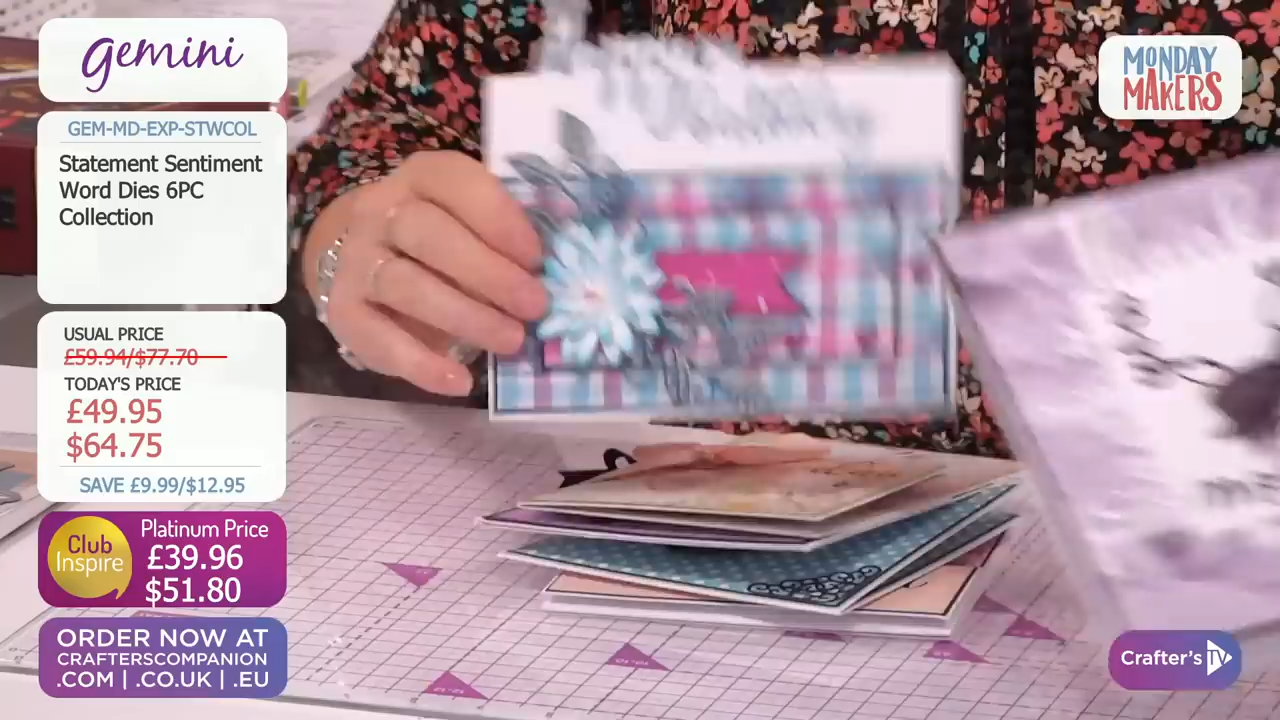 gemini
GEM-MD-EXP-STWCOL
Statement Sentiment
Word Dies 6PC
Collection
USUAL PRICE
£59.94/$77.70
TODAY'S PRICE
£49.95
$64.75
SAVE £9.99/$12.95
Club
Inspire
Platinum Price
£39.96
$51.80
ORDER NOW AT
CRAFTERSCOMPANION
.COM | .CO.UK | .EU
MONDAY
MAKERS
Crafter's TV